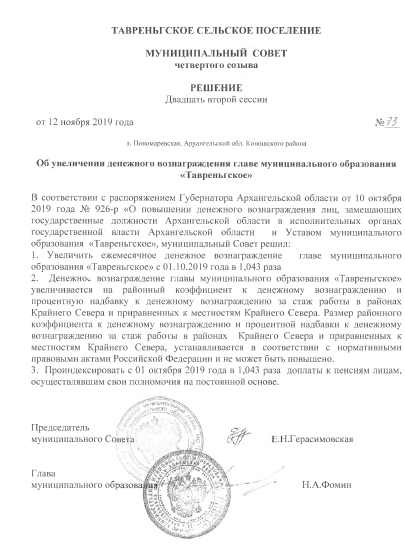 ТАВРЕНЬГСКОЕ СЕЛЬСКОЕ ПОСЕЛЕНИЕ
МУНИЦИПАЛЬНЫЙ СОВЕТ
четвертого созыва
РЕШЕНИЕ
Двадцать второй сессии
от 12 ноября 2019 года №73
д. Пономаревская, Архангельской обл. Коношского района
Об увеличении денежного вознаграждения главе муниципального образования
«Тавреньгское»
В соответствии с распоряжением Губернатора Архангельской области от 10 октября
2019 года № 926-р «О повышении денежного вознаграждения лиц, замещающих
государственные должности Архангельской области в исполнительных органах
государственной власти Архангельской области и Уставом муниципального
образования «Тавреньгское», муниципальный Совет решил:
1. Увеличить ежемесячное денежное вознаграждение главе муниципального
образования «Тавреньгское» с 01.10.2019 года в 1,043 раза
2. Денежно. вознаграждение главы муниципального образования «Тавреньгское»
увеличивается на районный коэффициент к денежному вознаграждению и
процентную надбавку к денежному вознаграждению за стаж работы в районах
Крайнего Севера и приравненных к местностям Крайнего Севера. Размер районного
коэффициента к денежному вознаграждению и процентной надбавки к денежному
вознаграждению за стаж работы в районах Крайнего Севера и приравненных к
местностям Крайнего Севера, устанавливается в соответствии с нормативными
правовыми актами Российской Федерации и не может быть повышено.
3. Проиндексировать с 01 октября 2019 года в 1,043 раза доплаты к пенсиям лицам,
осуществлявшим свои полномочия на постоянной основе.
Председатель
муниципального Совета Е.Н.Герасимовская
Глава
муниципального образования Н.А.Фомин